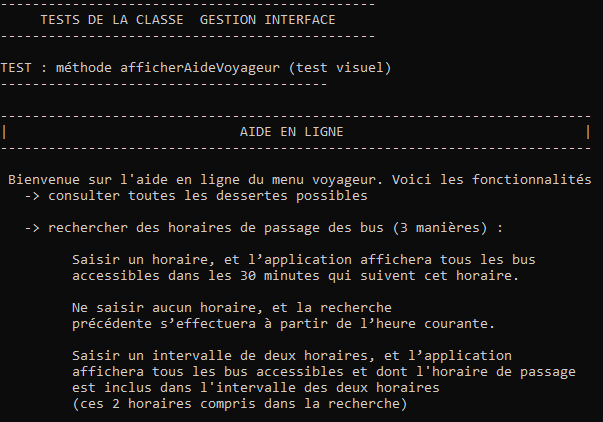 -----------------------------------------------
TESTS DE LA CLASSE  GESTION INTERFACE
-----------------------------------------------
TEST : méthode afficherAideVoyageur (test visuel)
-----------------------------------------
--------------------------------------------------------------------------
| AIDE EN LIGNE |
--------------------------------------------------------------------------
Bienvenue sur l'aide en ligne du menu voyageur. Voici les fonctionnalités
-> consulter toutes les dessertes possibles
-> rechercher des horaires de passage des bus (3 manières) :
Saisir un horaire, et l’application affichera tous les bus
accessibles dans les 30 minutes qui suivent cet horaire.
Ne saisir aucun horaire, et la recherche
précédente s’effectuera à partir de l’heure courante.
Saisir un intervalle de deux horaires, et l’application
affichera tous les bus accessibles et dont l'horaire de passage
est inclus dans l'intervalle des deux horaires
(ces 2 horaires compris dans la recherche)